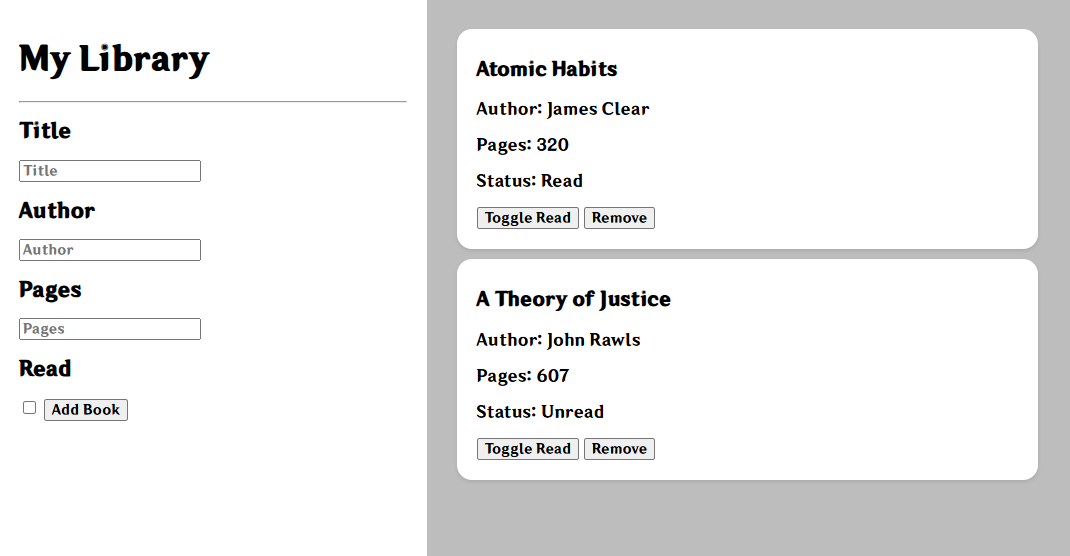 My Library
Title
Title
Author
Author
Pages
Pages
Read
Add Book
Atomic Habits
Author: James Clear
Pages: 320
Status: Read
Toggle Read Remove
A Theory of Justice
Author: John Rawls
Pages: 607
Status: Unread
Toggle Read Remove